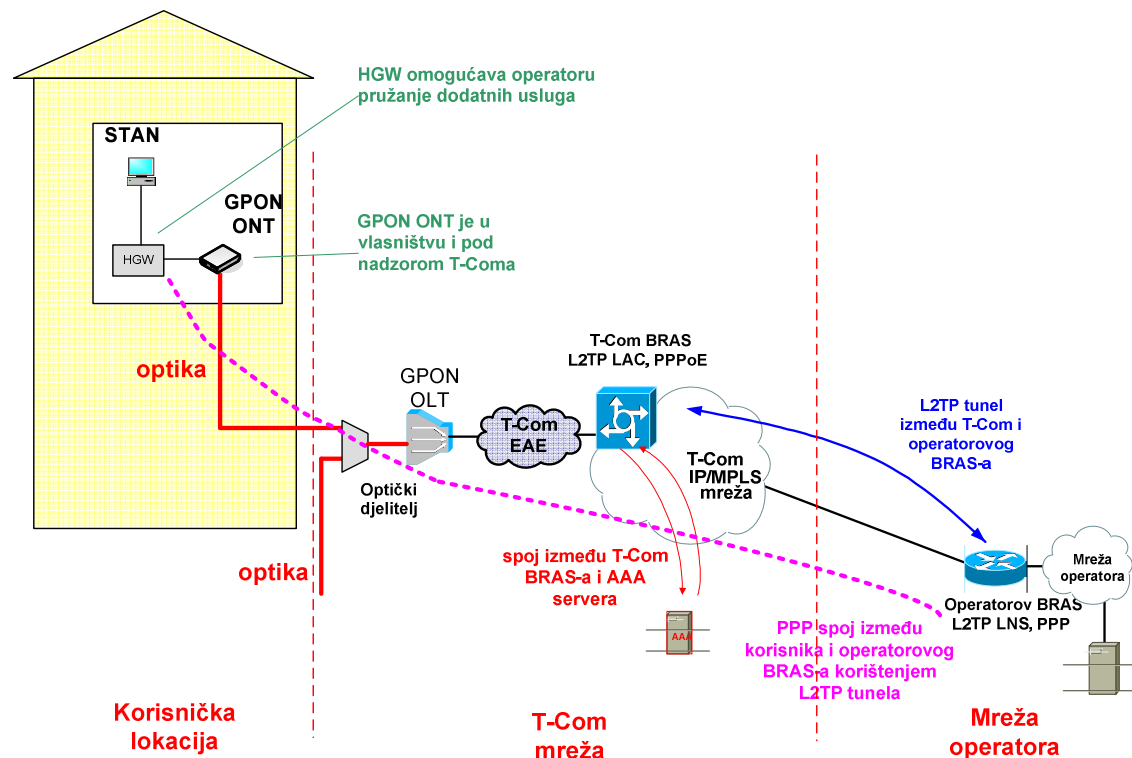 HGW omogućava operatoru
pružanje dodatnih usluga
STAN
GPON
ONT
HGW
GPON ONT je u
vlasništvu i pod
nadzorom T-Coma
optika
T-Com BRAS
L2TP LAC, PPPoE
GPON
OLT
T-Com
EAE
L2TP tunel
između T-Com i
operatorovog
BRAS-a
T-Com
IP/MPLS
mreža
Optički
djelitelj
optika
spoj između T-Com
BRAS-a i AAA
servera
AAA
Mreža
operatora
Operatorov BRAS
L2TP LNS, PPP
PPP spoj između
korisnika i operatorovog
BRAS-a korištenjem
L2TP tunela
Korisnička
lokacija
T-Com
mreža
Mreža
operatora